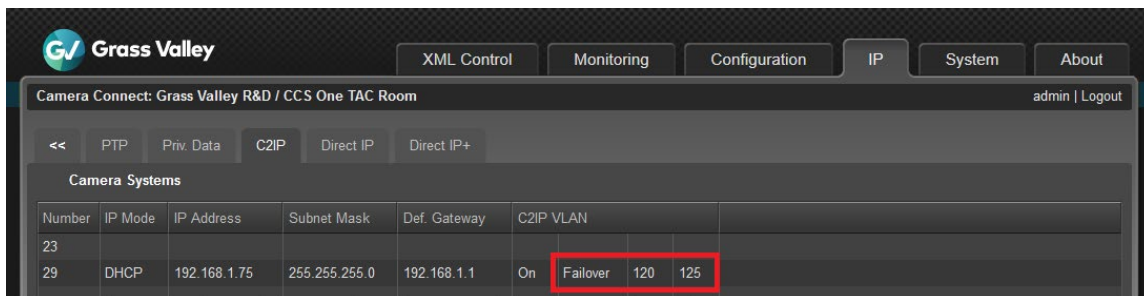 GV Grass Valley
XML Control Monitoring Configuration IP System About
Camera Connect: Grass Valley R&D / CCS One TAC Room admin | Logout
<< PTP Priv. Data C2IP Direct IP Direct IP+
Camera Systems
Number IP Mode IP Address Subnet Mask Def. Gateway C2IP VLAN
23
29 DHCP 192.168.1.75 255.255.255.0 192.168.1.1 On Failover 120 125